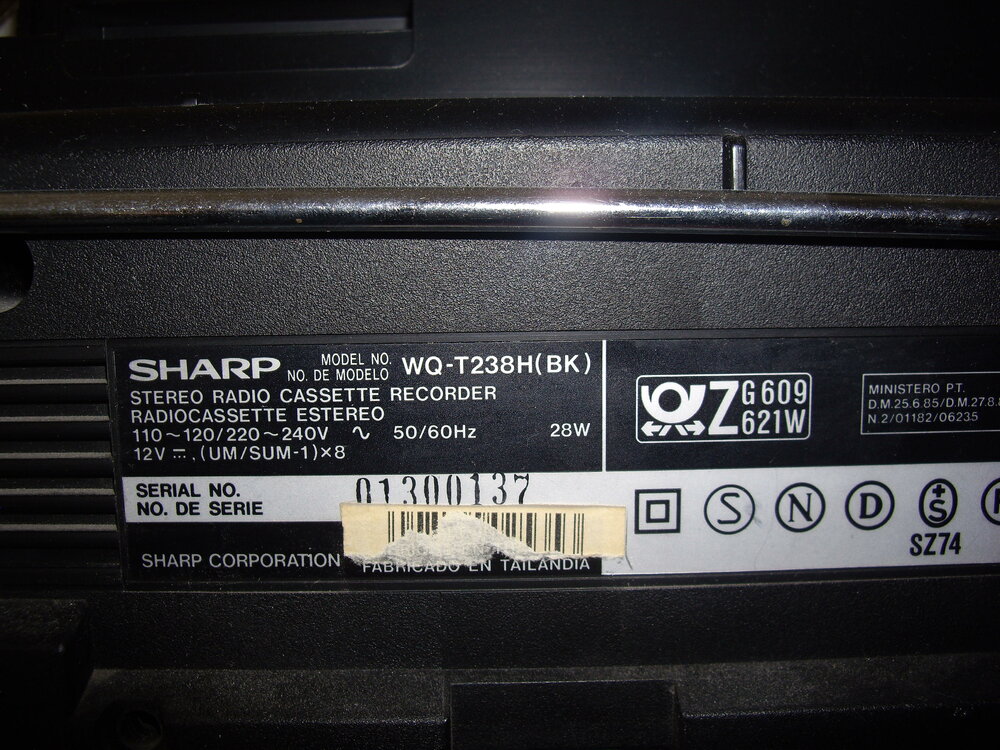 SHARP MODEL NO. WQ-T238H(BK)
NO. DE MODELO
STEREO RADIO CASSETTE RECORDER
RADIOCASSETTE ESTEREO
110～120/220～240V ∿ 50/60Hz 28W
12V ⎓, (UM/SUM-1)×8
SERIAL NO. 01300137
NO. DE SERIE
SHARP CORPORATION FABRICADO EN TAILANDIA
Z G 609
621W
MINISTERO P.T.
D.M.25.6.85/D.M.27.8.
N.2/01182/06235
S N D S
SZ74